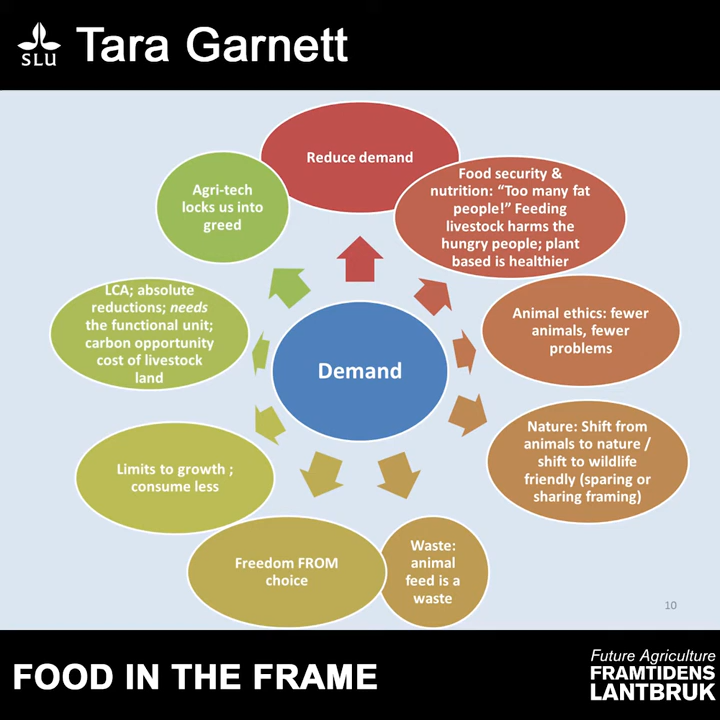 SLU
Tara Garnett
Reduce demand
Food security &
nutrition: “Too many fat
people!” Feeding
livestock harms the
hungry people; plant
based is healthier
Animal ethics: fewer
animals, fewer
problems
Nature: Shift from
animals to nature /
shift to wildlife
friendly (sparing or
sharing framing)
Waste:
animal
feed is a
waste
Freedom FROM
choice
Limits to growth ;
consume less
LCA; absolute
reductions; needs
the functional unit;
carbon opportunity
cost of livestock
land
Agri-tech
locks us into
greed
Demand
10
FOOD IN THE FRAME
Future Agriculture
FRAMTIDENS
LANTBRUK